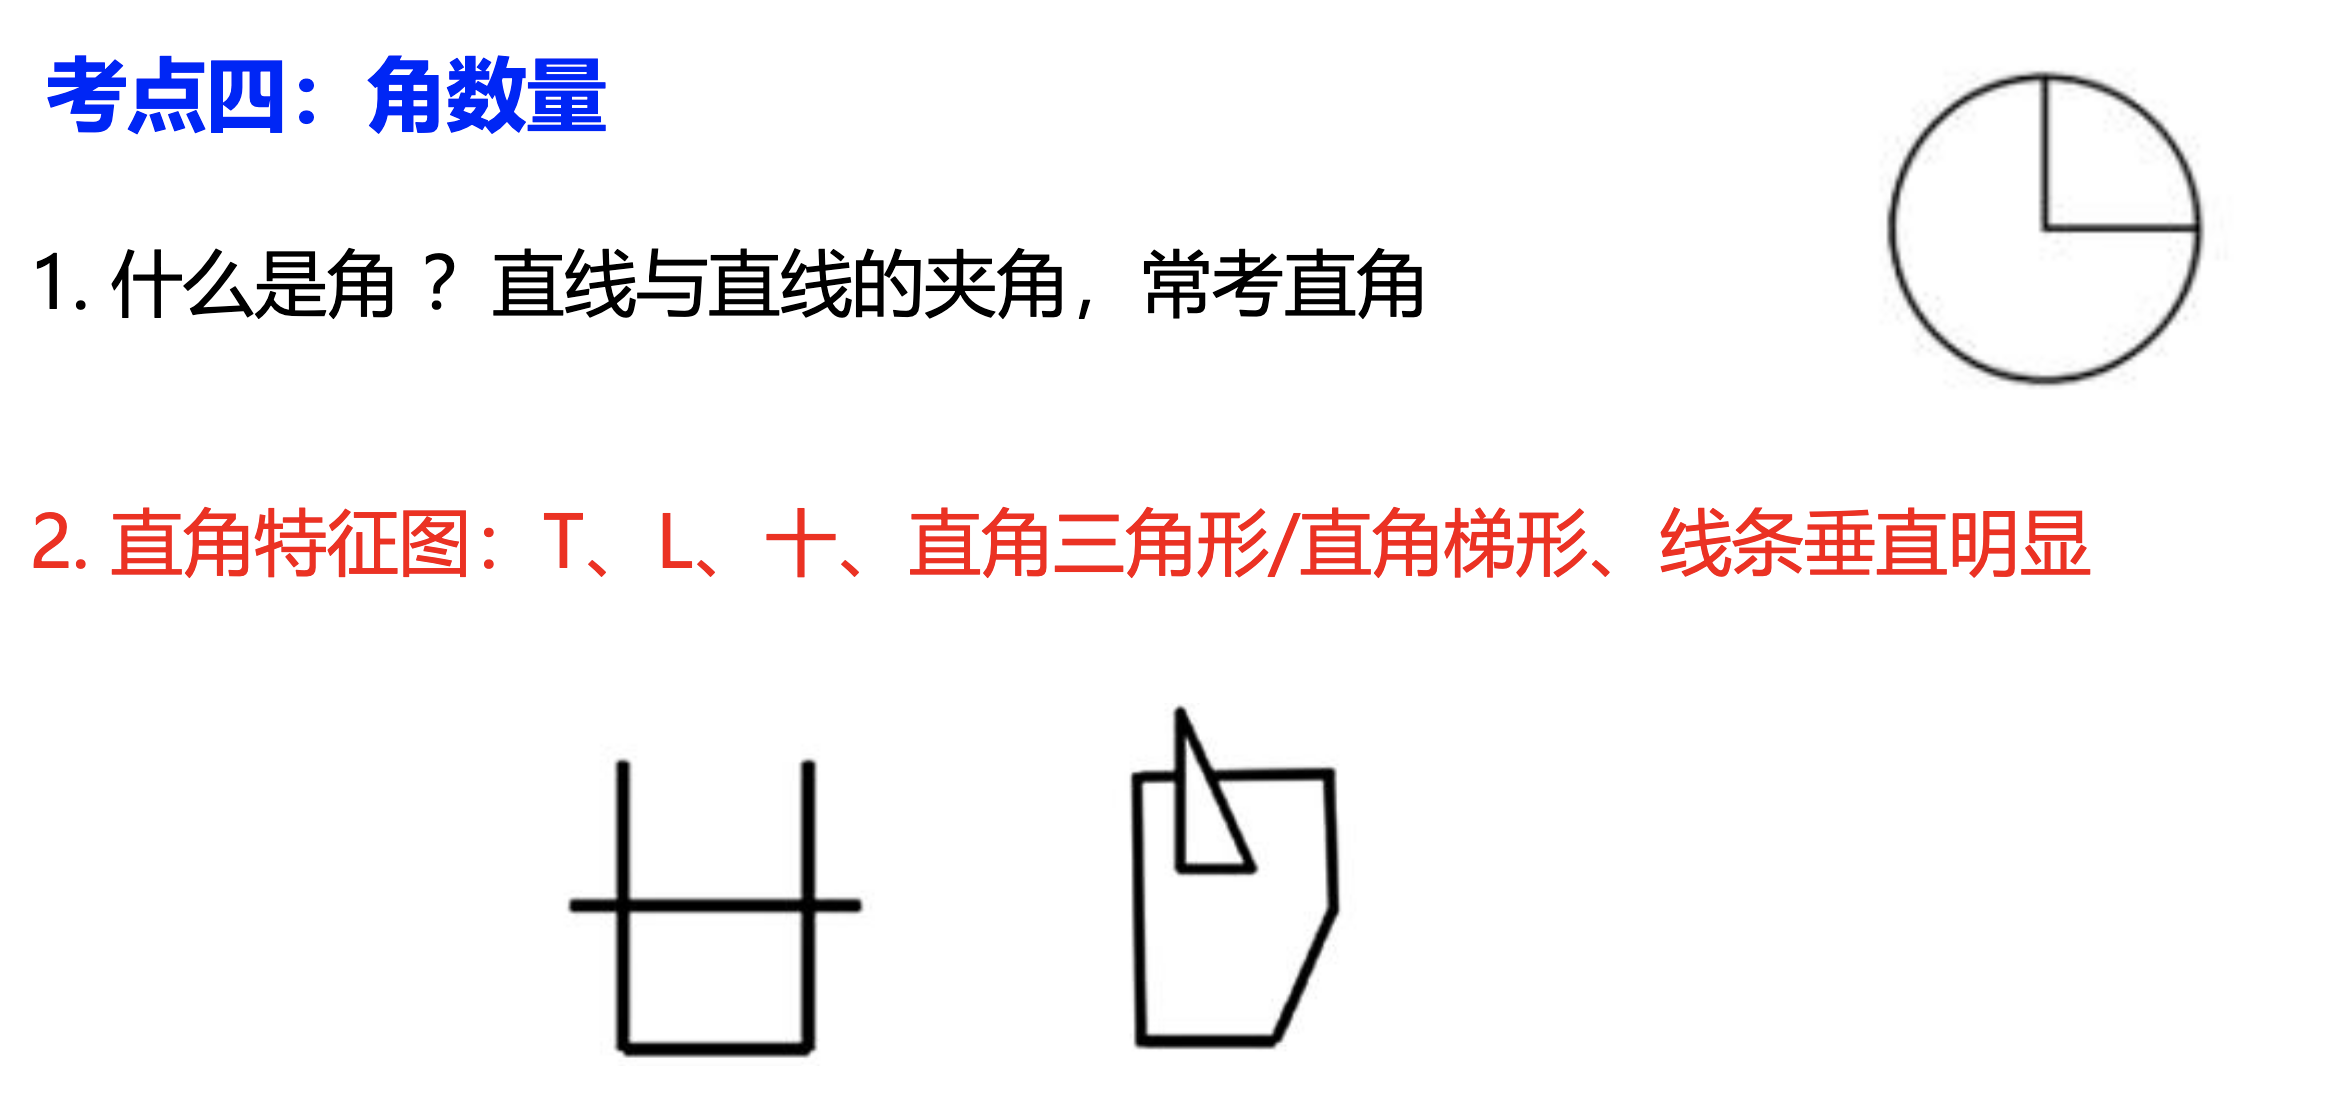 考点四：角数量
1. 什么是角 ？直线与直线的夹角，常考直角
2. 直角特征图：T、L、十、直角三角形/直角梯形、线条垂直明显